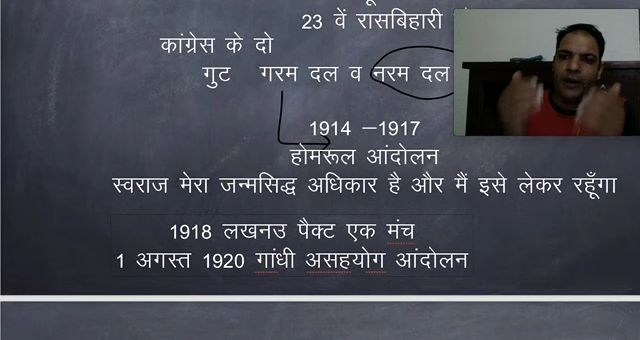 23 वें रासबिहारी
कांग्रेस के दो
गुट गरम दल व नरम दल
1914 –1917
होमरूल आंदोलन
स्वराज मेरा जन्मसिद्ध अधिकार है और मैं इसे लेकर रहूँगा
1918 लखनउ पैक्ट एक मंच
1 अगस्त 1920 गांधी असहयोग आंदोलन